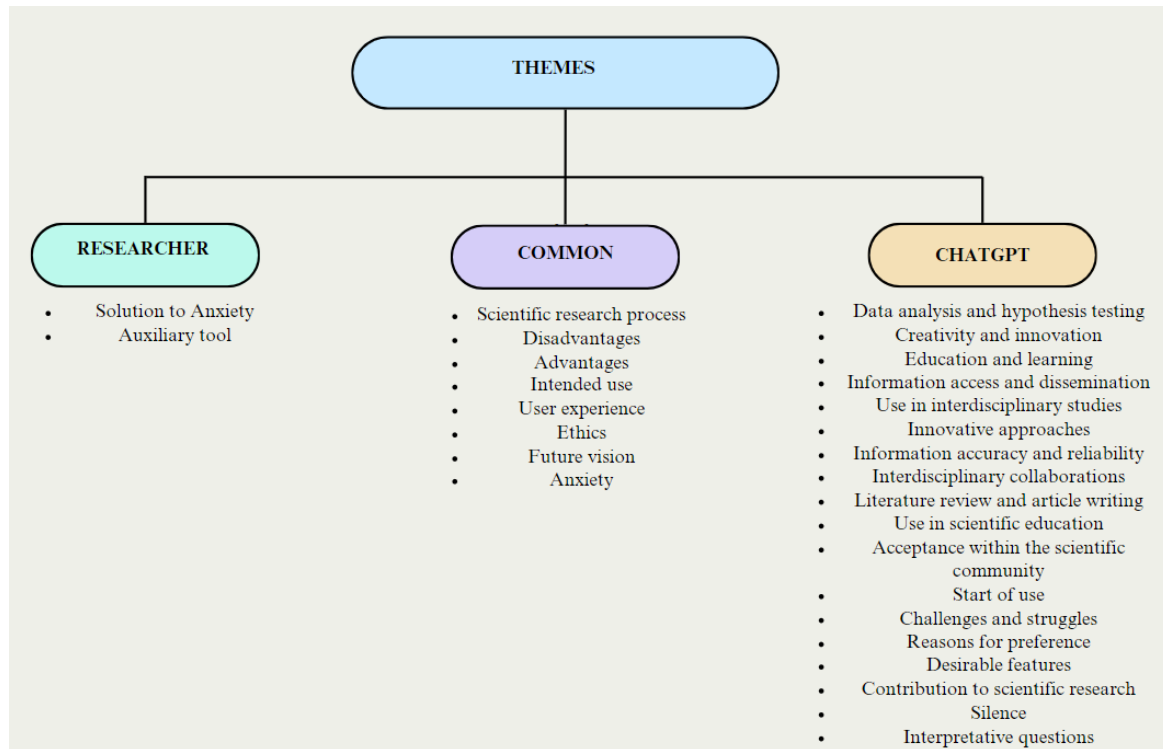 THEMES
RESEARCHER
• Solution to Anxiety
• Auxiliary tool
COMMON
• Scientific research process
• Disadvantages
• Advantages
• Intended use
• User experience
• Ethics
• Future vision
• Anxiety
CHATGPT
• Data analysis and hypothesis testing
• Creativity and innovation
• Education and learning
• Information access and dissemination
• Use in interdisciplinary studies
• Innovative approaches
• Information accuracy and reliability
• Interdisciplinary collaborations
• Literature review and article writing
• Use in scientific education
• Acceptance within the scientific
community
• Start of use
• Challenges and struggles
• Reasons for preference
• Desirable features
• Contribution to scientific research
• Silence
• Interpretative questions